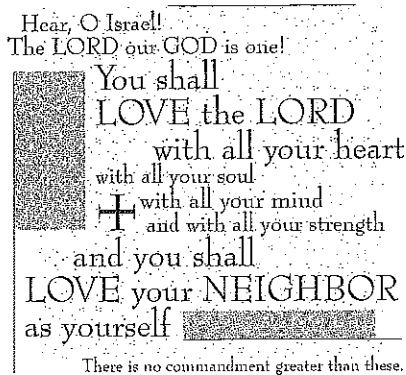 Hear, O Israel!
The LORD our GOD is one!
You shall
LOVE the LORD
with all your heart
with all your soul
with all your mind
and with all your strength
and you shall
LOVE your NEIGHBOR
as yourself
There is no commandment greater than these.